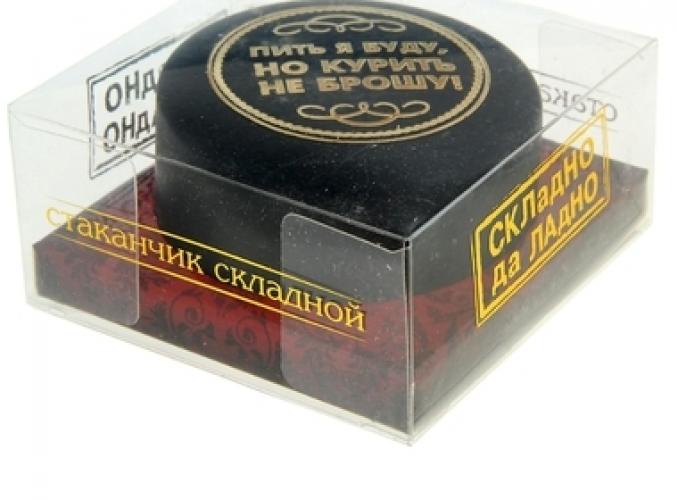 ПИТЬ Я БУДУ,
НО КУРИТЬ
НЕ БРОШУ!
стаканчик складной
СКЛаДНО
да ЛАДНО